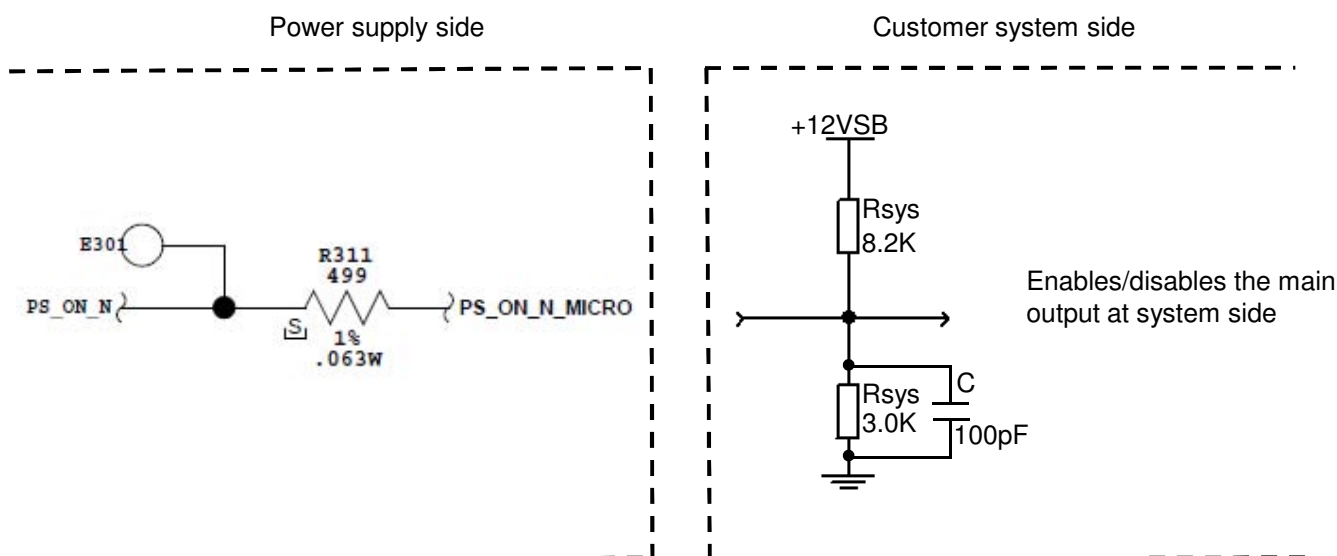 Power supply side
Customer system side
+12VSB
Rsys
8.2K
E301
R311
499
PS_ON_N
PS_ON_N_MICRO
S
1%
.063W
Enables/disables the main
output at system side
C
Rsys
3.0K
100pF